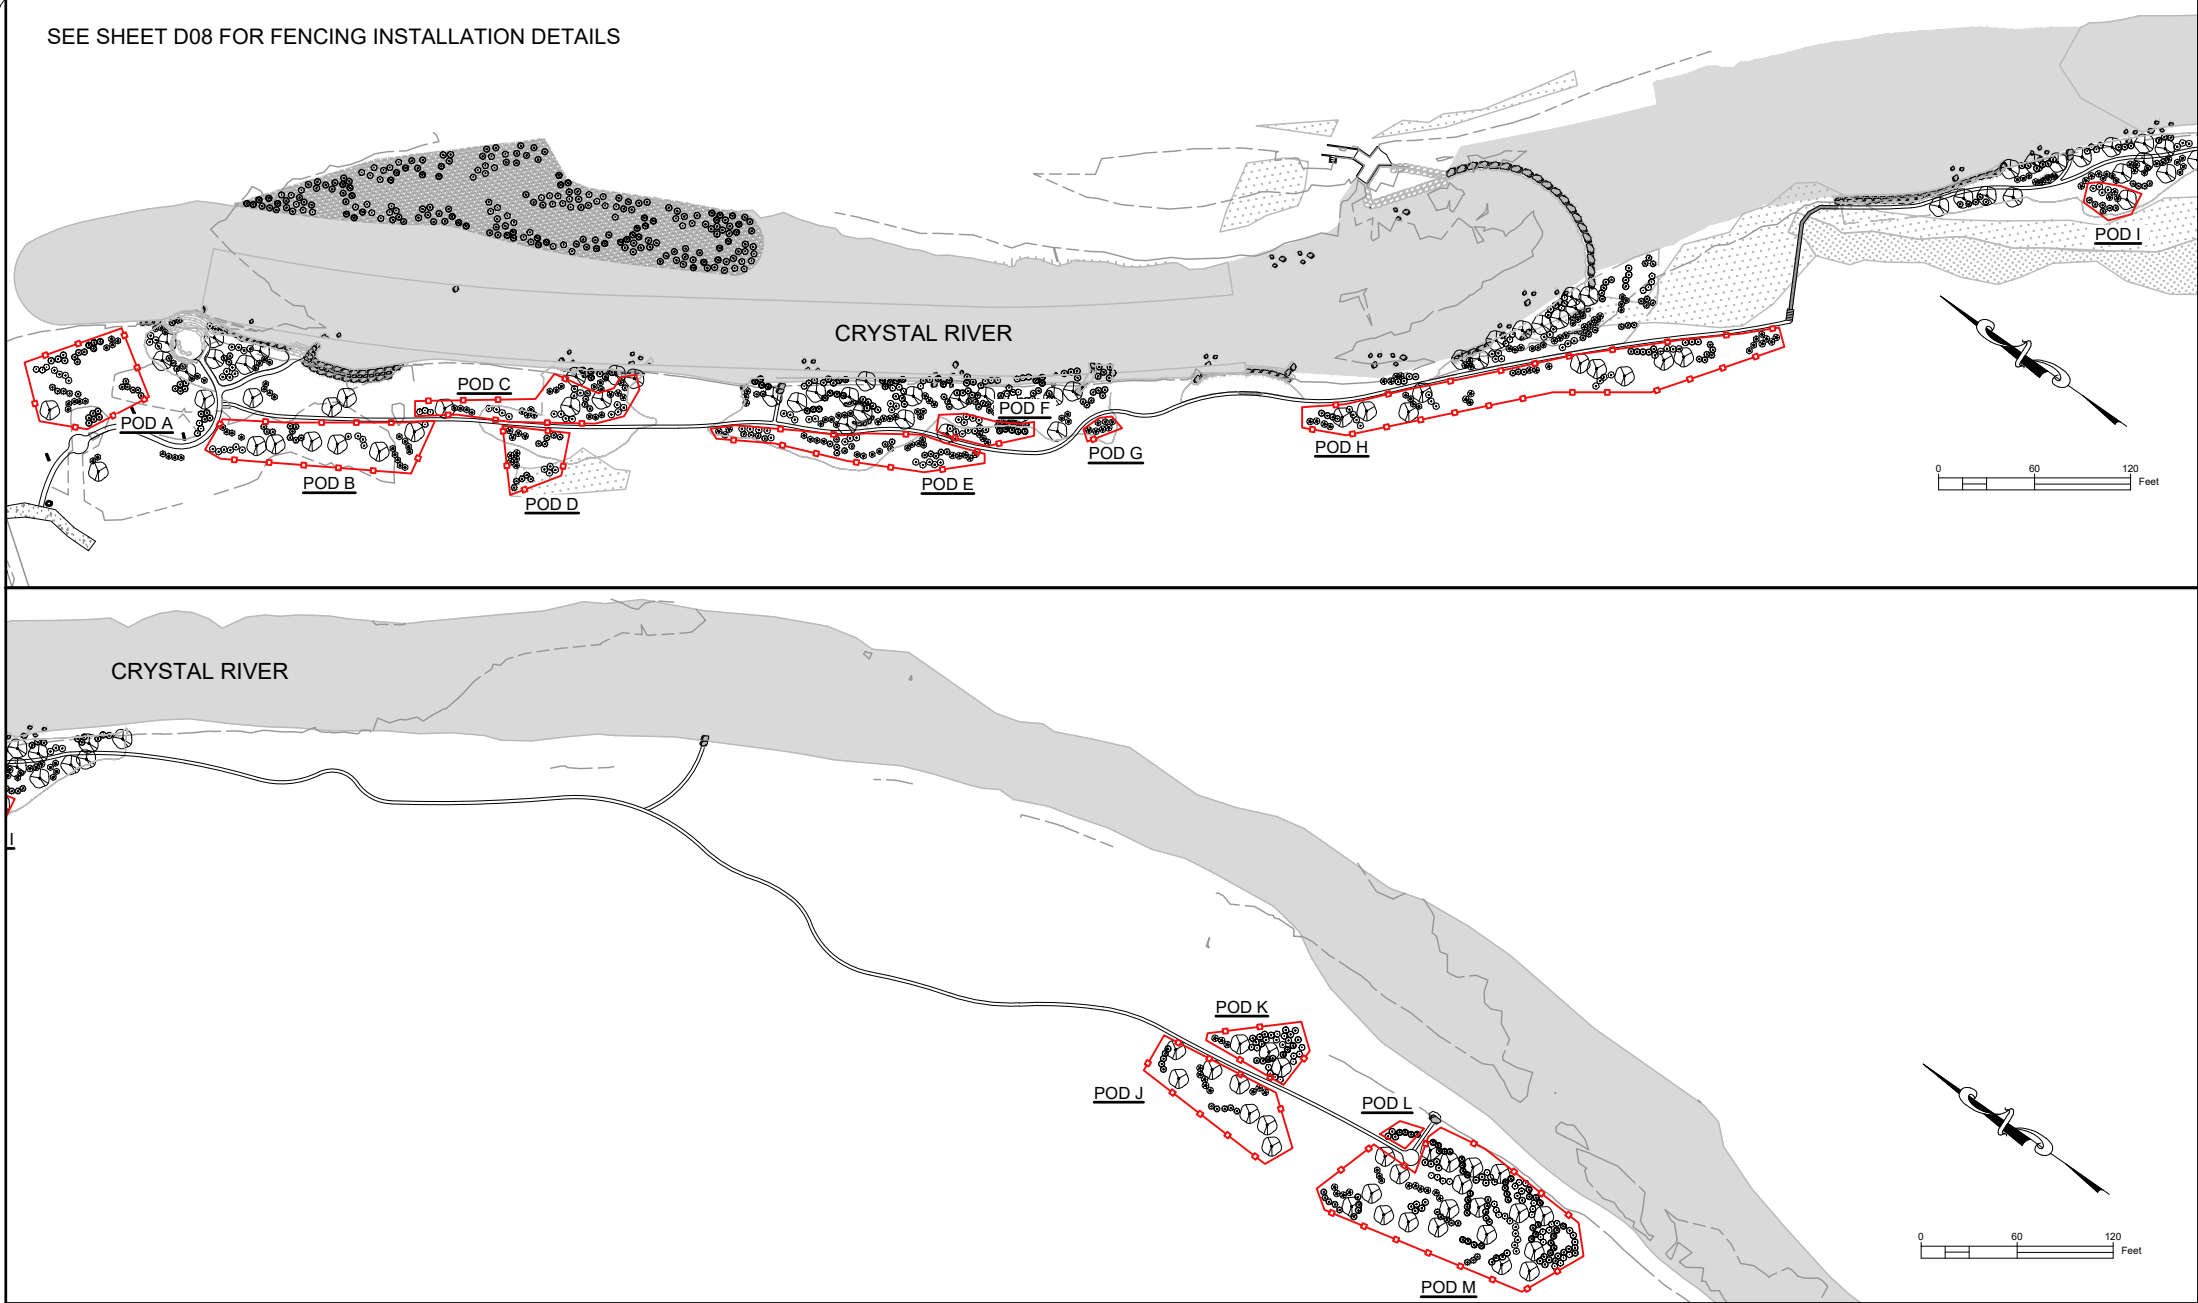 SEE SHEET D08 FOR FENCING INSTALLATION DETAILS
CRYSTAL RIVER
POD I
POD C
POD F
POD A
POD G
POD H
POD B
POD E
POD D
0 60 120
Feet
CRYSTAL RIVER
I
POD K
POD J
POD L
POD M
0 60 120
Feet